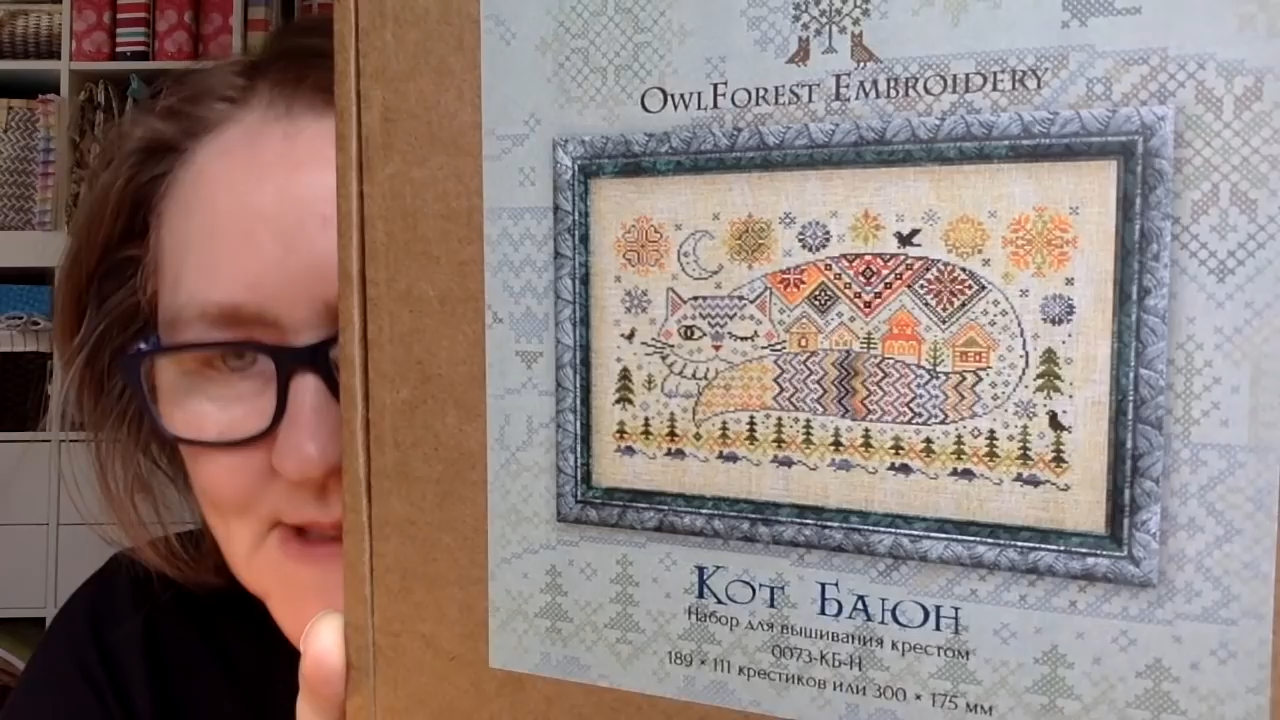 OwlForest Embroidery
Кот Баюн
Набор для вышивания крестом
0073-КБ-Н
189 × 111 крестиков или 300 × 175 мм